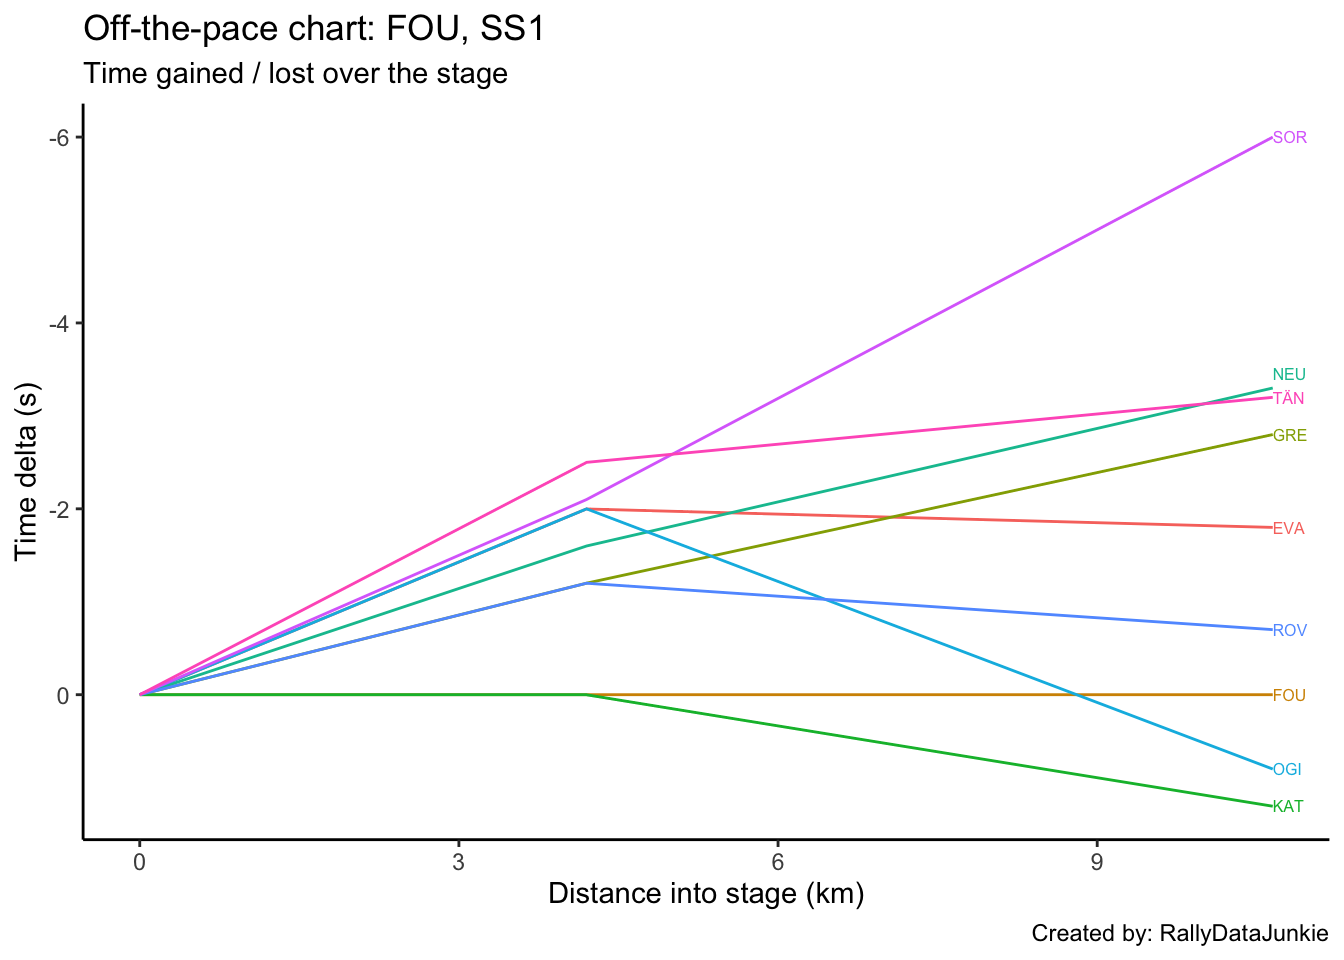 Off-the-pace chart: FOU, SS1
Time gained / lost over the stage
Time delta (s)
-6
-4
-2
0
SOR
NEU
TÄN
GRE
EVA
ROV
FOU
OGI
KAT
0 3 6 9
Distance into stage (km)
Created by: RallyDataJunkie